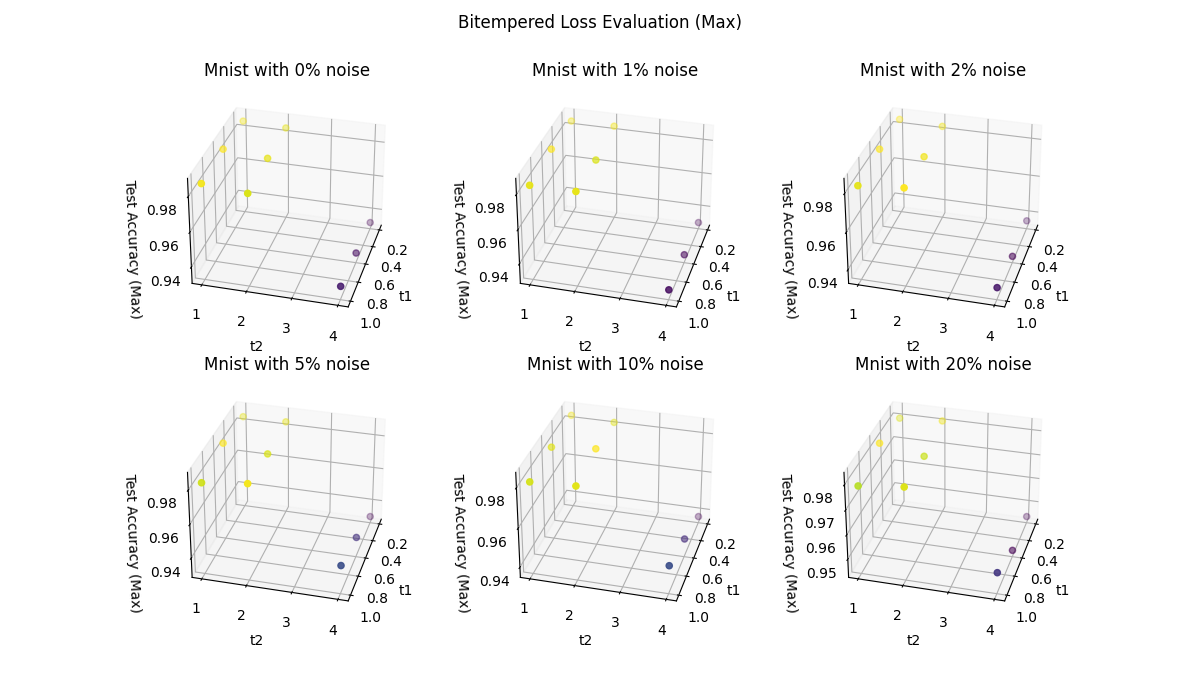 Bitempered Loss Evaluation (Max)
Mnist with 0% noise
Test Accuracy (Max)
0.98
0.96
0.94
1
2
3
4
t2
0.2
0.4
0.6
0.8
1.0
t1
Mnist with 1% noise
Test Accuracy (Max)
0.98
0.96
0.94
1
2
3
4
t2
0.2
0.4
0.6
0.8
1.0
t1
Mnist with 2% noise
Test Accuracy (Max)
0.98
0.96
0.94
1
2
3
4
t2
0.2
0.4
0.6
0.8
1.0
t1
Mnist with 5% noise
Test Accuracy (Max)
0.98
0.96
0.94
1
2
3
4
t2
0.2
0.4
0.6
0.8
1.0
t1
Mnist with 10% noise
Test Accuracy (Max)
0.98
0.96
0.94
1
2
3
4
t2
0.2
0.4
0.6
0.8
1.0
t1
Mnist with 20% noise
Test Accuracy (Max)
0.98
0.97
0.96
0.95
1
2
3
4
t2
0.2
0.4
0.6
0.8
1.0
t1